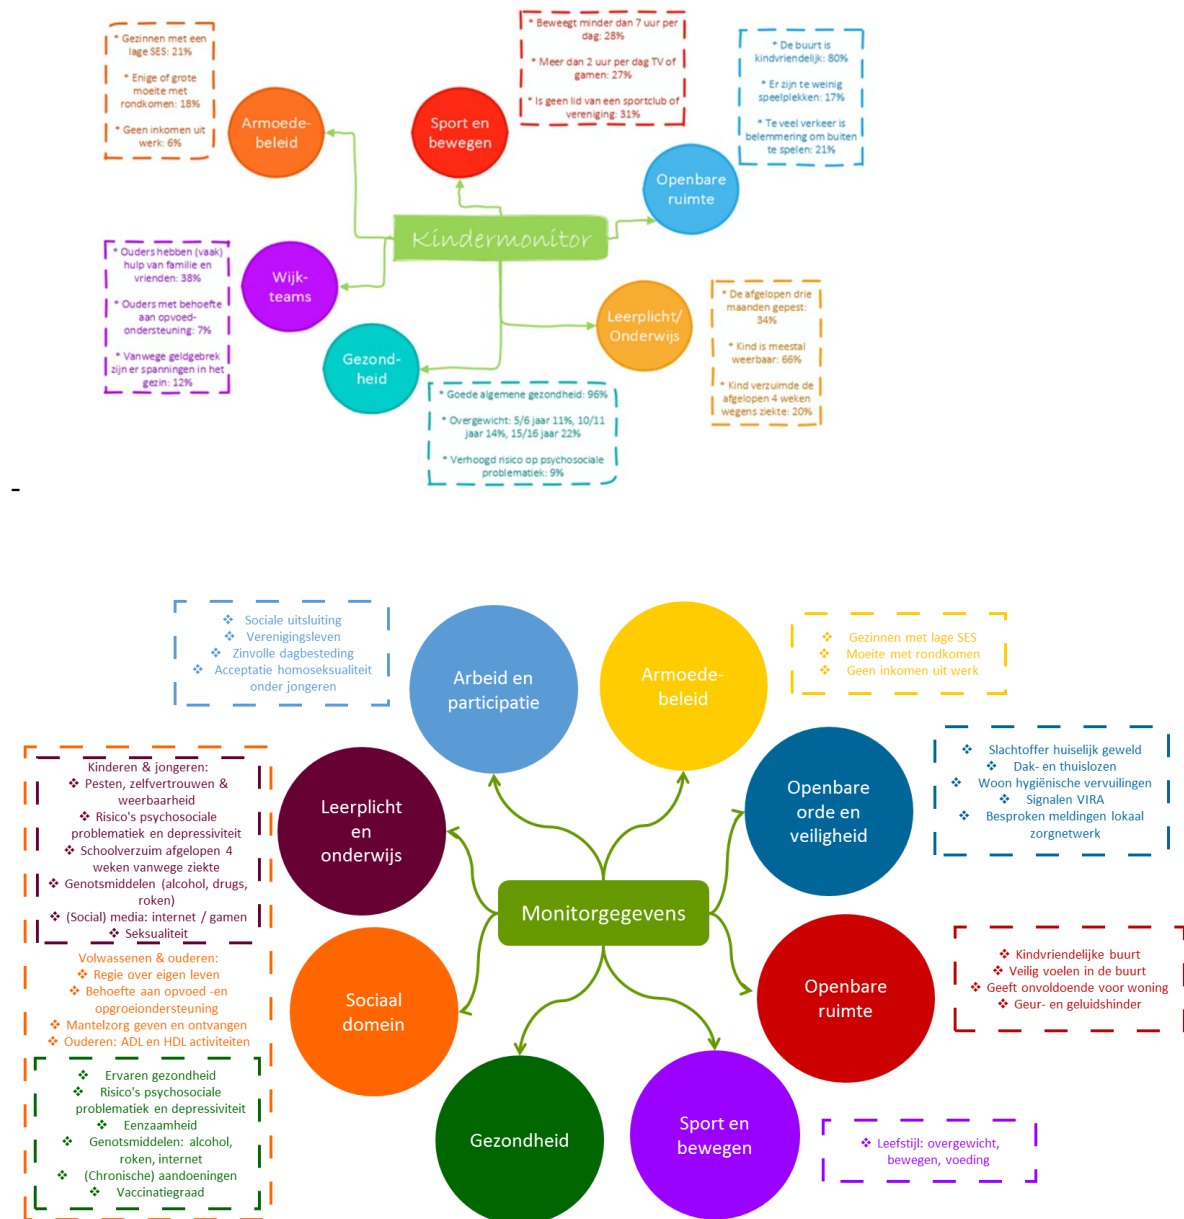 * Gezinnen met een
lage SES: 21%
* Enige of grote
moeite met
rondkomen: 18%
* Geen inkomen uit
werk: 6%
Armoede-
beleid
* Beweegt minder dan 7 uur per
dag: 28%
* Meer dan 2 uur per dag TV of
gamen: 27%
* Is geen lid van een sportclub of
vereniging: 31%
Sport en
bewegen
* De buurt is
kindvriendelijk: 80%
* Er zijn te weinig
speelplekken: 17%
* Te veel verkeer is
belemmering om buiten
te spelen: 21%
Openbare
ruimte
Kindermonitor
* Ouders hebben (vaak)
hulp van familie en
vrienden: 38%
* Ouders met behoefte
aan opvoed-
ondersteuning: 7%
* Vanwege geldgebrek
zijn er spanningen in het
gezin: 12%
Wijk-
teams
Gezond-
heid
* Goede algemene gezondheid: 96%
* Overgewicht: 5/6 jaar 11%, 10/11
jaar 14%, 15/16 jaar 22%
* Verhoogd risico op psychosociale
problematiek: 9%
Leerplicht/
Onderwijs
* De afgelopen drie
maanden gepest:
34%
* Kind is meestal
weerbaar: 66%
* Kind verzuimde de
afgelopen 4 weken
wegens ziekte: 20%
-
❖ Sociale uitsluiting
❖ Verenigingsleven
❖ Zinvolle dagbesteding
❖ Acceptatie homoseksualiteit
onder jongeren
Arbeid en
participatie
Armoede-
beleid
❖ Gezinnen met lage SES
❖ Moeite met rondkomen
❖ Geen inkomen uit werk
Kinderen & jongeren:
❖ Pesten, zelfvertrouwen &
weerbaarheid
❖ Risico's psychosociale
problematiek en depressiviteit
❖ Schoolverzuim afgelopen 4
weken vanwege ziekte
❖ Genotsmiddelen (alcohol, drugs,
roken)
❖ (Social) media: internet / gamen
❖ Seksualiteit
Leerplicht
en
onderwijs
Openbare
orde en
veiligheid
❖ Slachtoffer huiselijk geweld
❖ Dak- en thuislozen
❖ Woon hygiënische vervuilingen
❖ Signalen VIRA
❖ Besproken meldingen lokaal
zorgnetwerk
Monitorgegevens
Volwassenen & ouderen:
❖ Regie over eigen leven
❖ Behoefte aan opvoed -en
opgroeiondersteuning
❖ Mantelzorg geven en ontvangen
❖ Ouderen: ADL en HDL activiteiten
Sociaal
domein
Openbare
ruimte
❖ Kindvriendelijke buurt
❖ Veilig voelen in de buurt
❖ Geeft onvoldoende voor woning
❖ Geur- en geluidshinder
❖ Ervaren gezondheid
❖ Risico's psychosociale
problematiek en depressiviteit
❖ Eenzaamheid
❖ Genotsmiddelen: alcohol,
roken, internet
❖ (Chronische) aandoeningen
❖ Vaccinatiegraad
Gezondheid
Sport en
bewegen
❖ Leefstijl: overgewicht,
bewegen, voeding